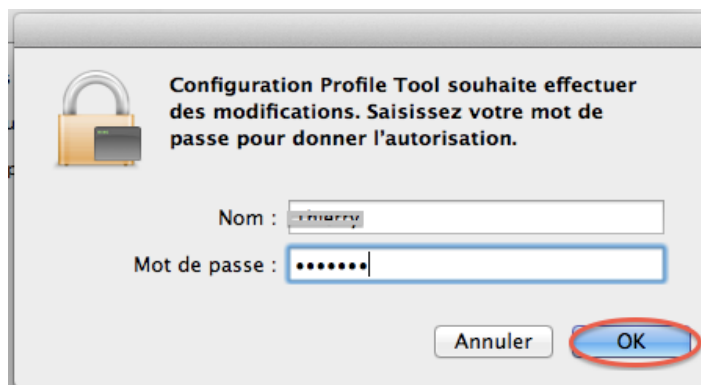 Configuration Profile Tool souhaite effectuer
des modifications. Saisissez votre mot de
passe pour donner l'autorisation.
Nom :
Mot de passe : •••••••
Annuler OK